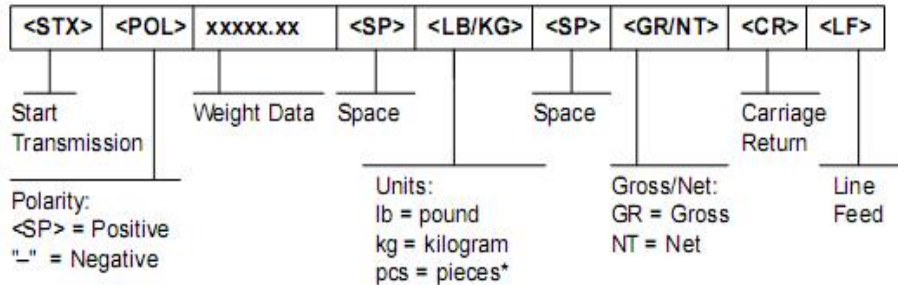 <STX> <POL> xxxxx.xx <SP> <LB/KG> <SP> <GR/NT> <CR> <LF>
Start
Transmission
Weight Data
Space
Space
Carriage
Return
Polarity:
<SP> = Positive
"–" = Negative
Units:
lb = pound
kg = kilogram
pcs = pieces*
Gross/Net:
GR = Gross
NT = Net
Line
Feed